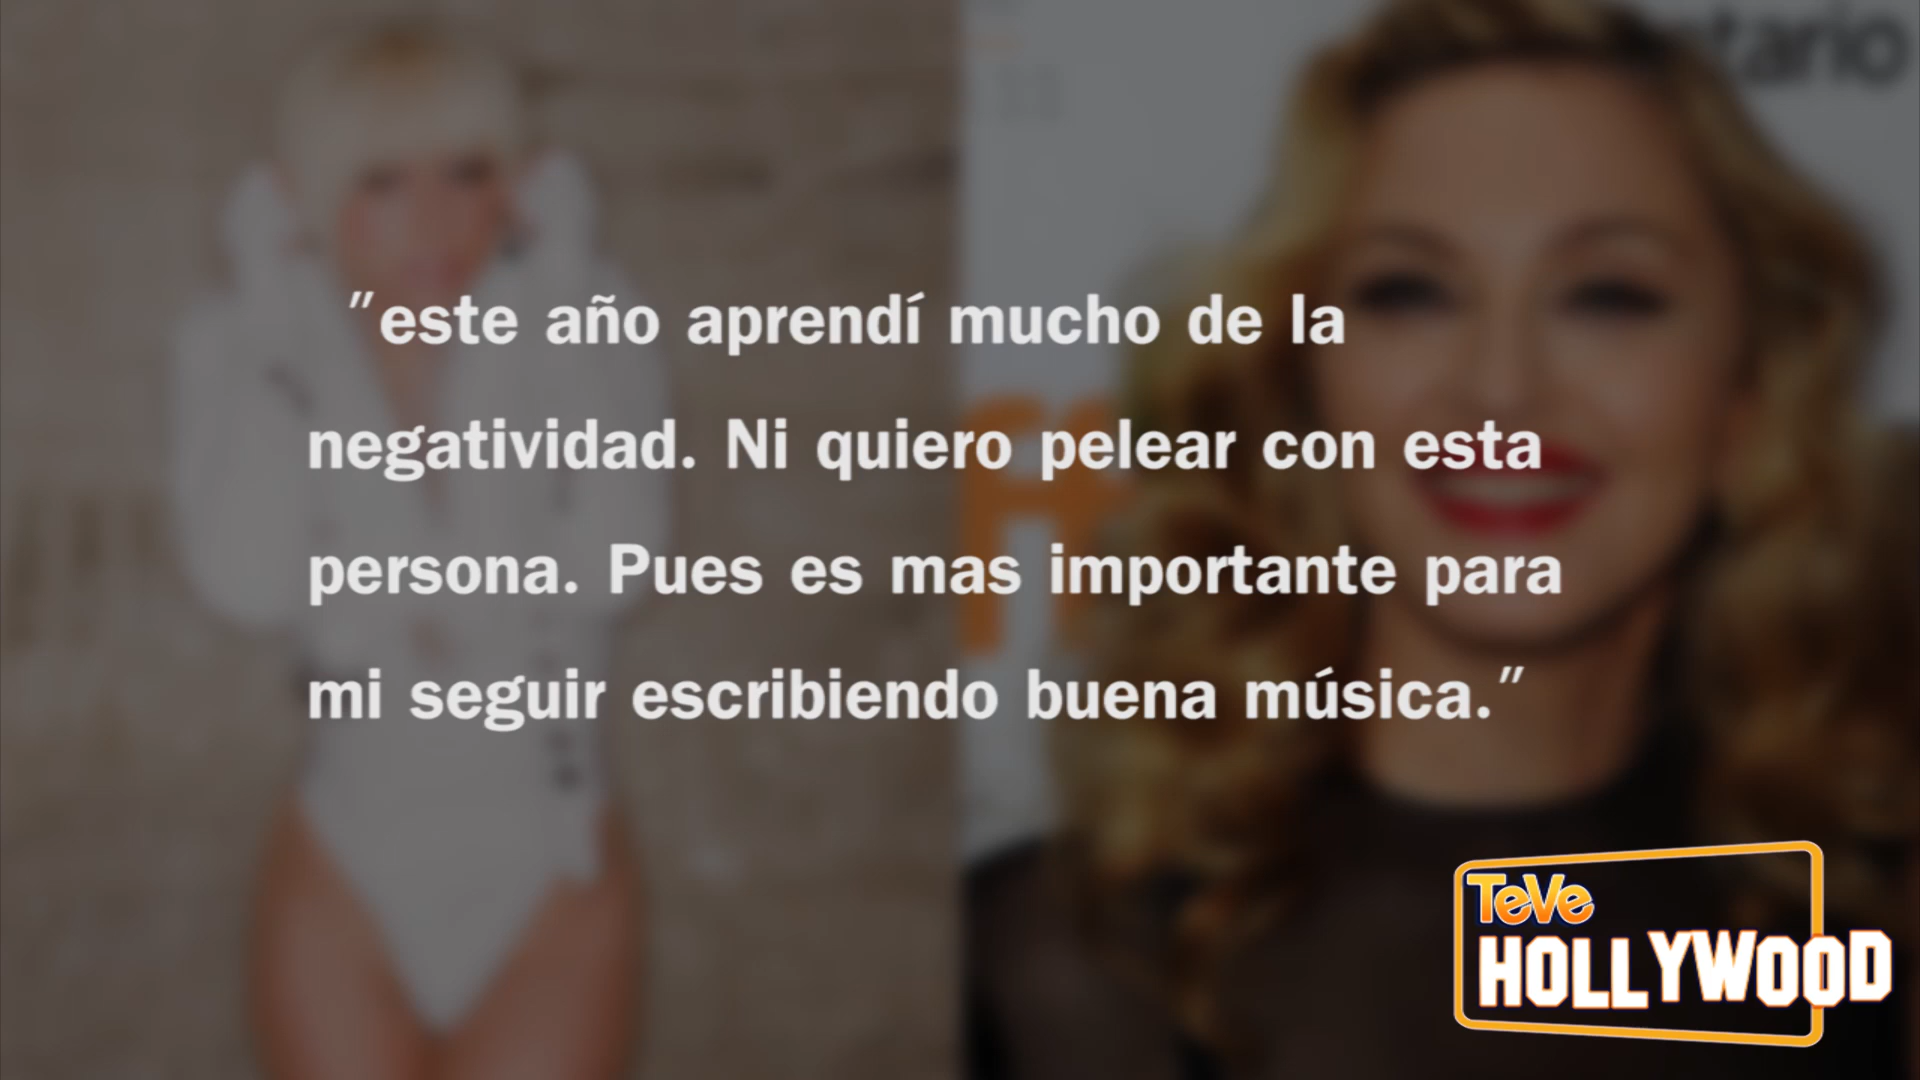 "este año aprendí mucho de la
negatividad. Ni quiero pelear con esta
persona. Pues es mas importante para
mi seguir escribiendo buena música."
TeVe
HOLLYWOOD